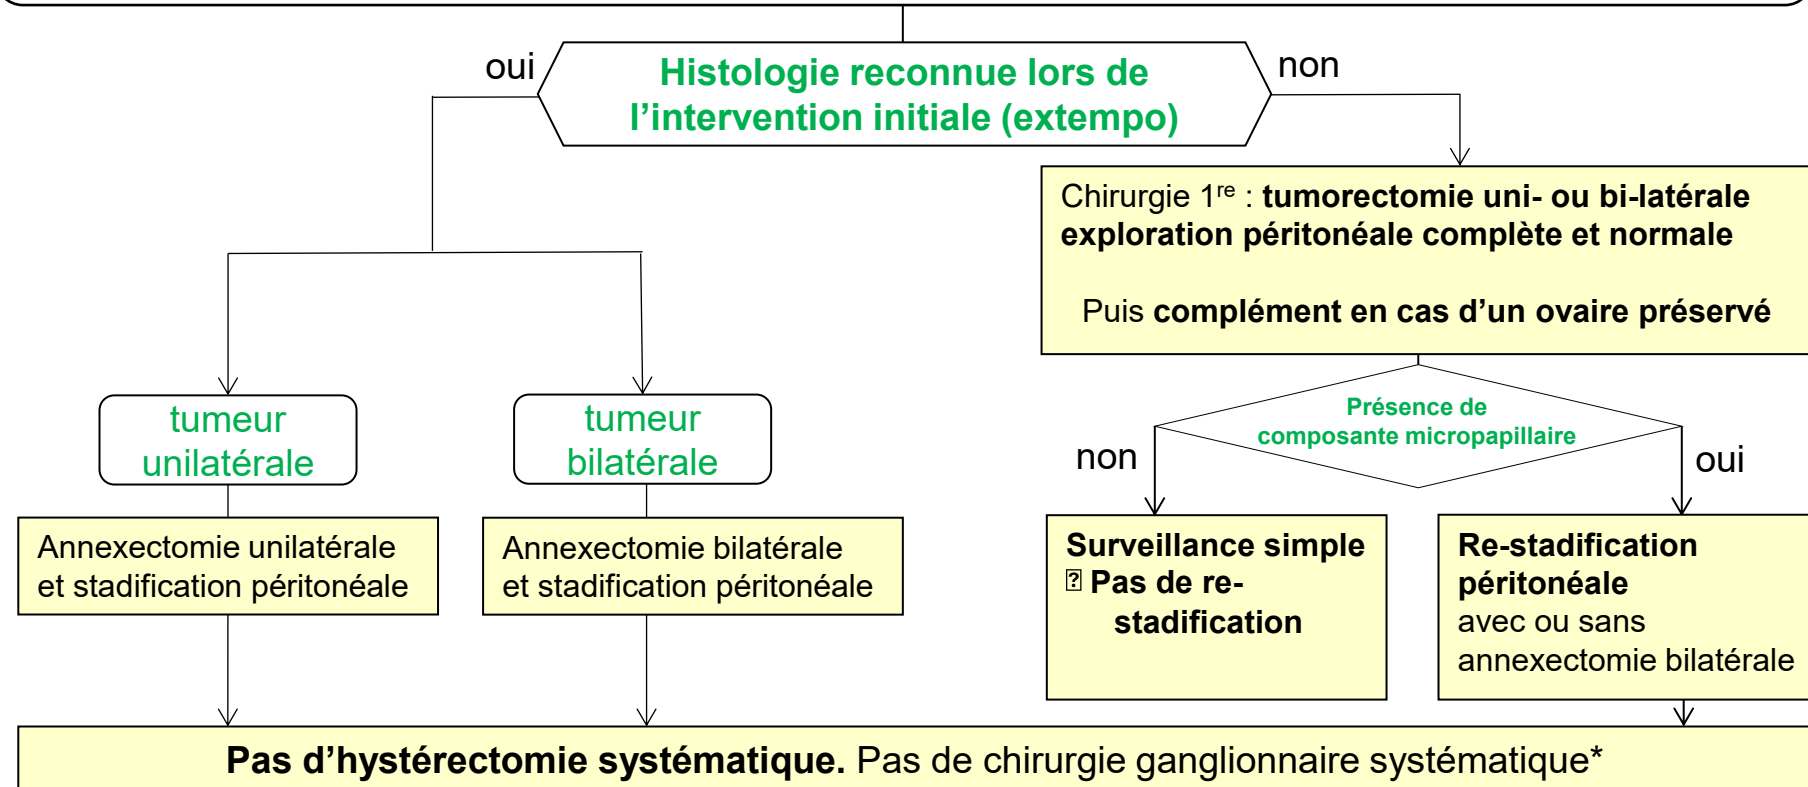 oui
Histologie reconnue lors de
l’intervention initiale (extempo)
non
Chirurgie 1re : tumorectomie uni- ou bi-latérale
exploration péritonéale complète et normale
Puis complément en cas d’un ovaire préservé
tumeur
unilatérale
tumeur
bilatérale
Présence de
composante micropapillaire
non
oui
Annexectomie unilatérale
et stadification péritonéale
Annexectomie bilatérale
et stadification péritonéale
Surveillance simple
⍰ Pas de re-
stadification
Re-stadification
péritonéale
avec ou sans
annexectomie bilatérale
Pas d’hystérectomie systématique. Pas de chirurgie ganglionnaire systématique*